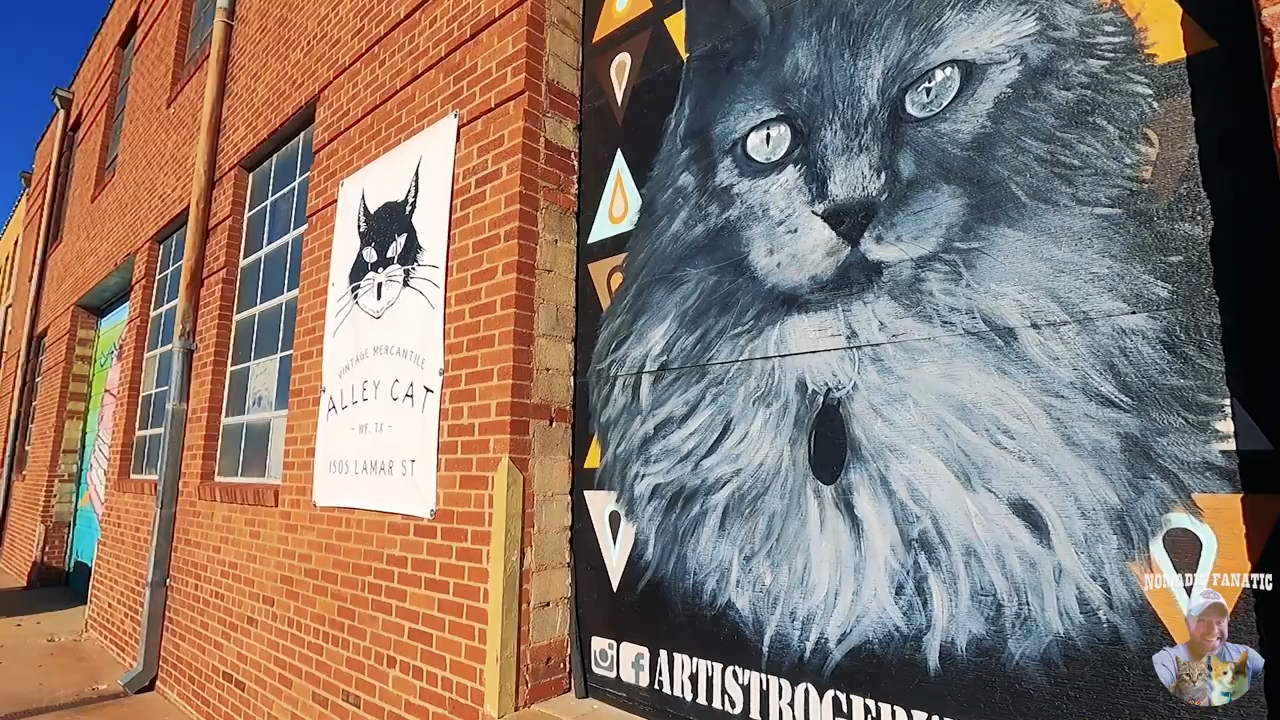 VINTAGE MERCANTILE
ALLEY CAT
- WF, TX -
1505 LAMAR ST
ARTISTROGER
NOMADIC FANATIC